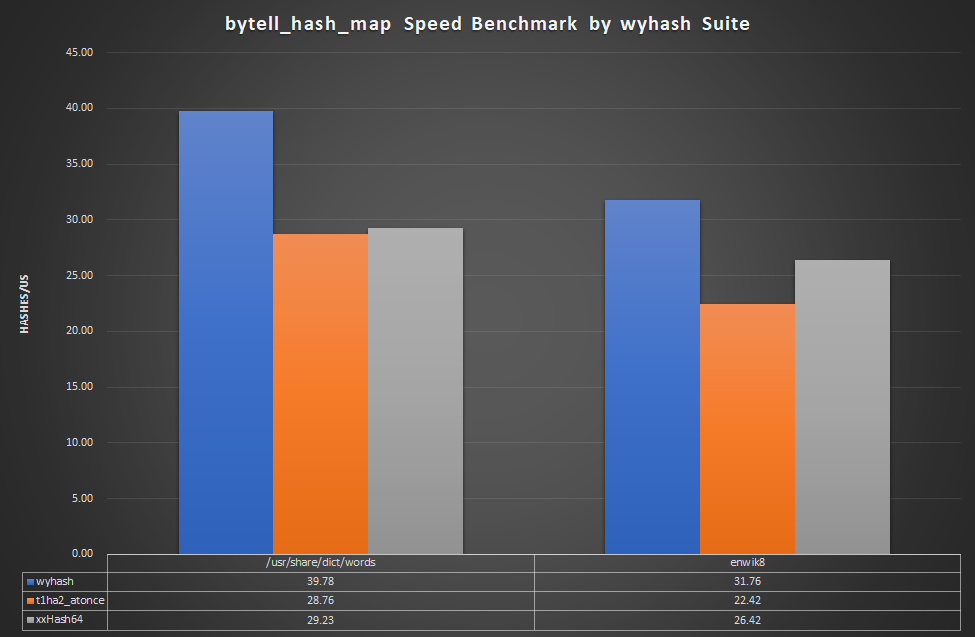 bytell_hash_map Speed Benchmark by wyhash Suite
45.00
40.00
35.00
30.00
25.00
20.00
15.00
10.00
5.00
0.00
HASHES/US
/usr/share/dict/words enwik8
wyhash 39.78 31.76
t1ha2_atonce 28.76 22.42
xxHash64 29.23 26.42